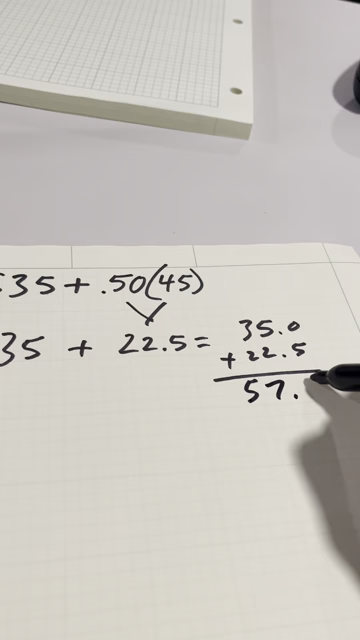 35 + .50(45)
35 + 22.5 =
35.0
+ 22.5
57.